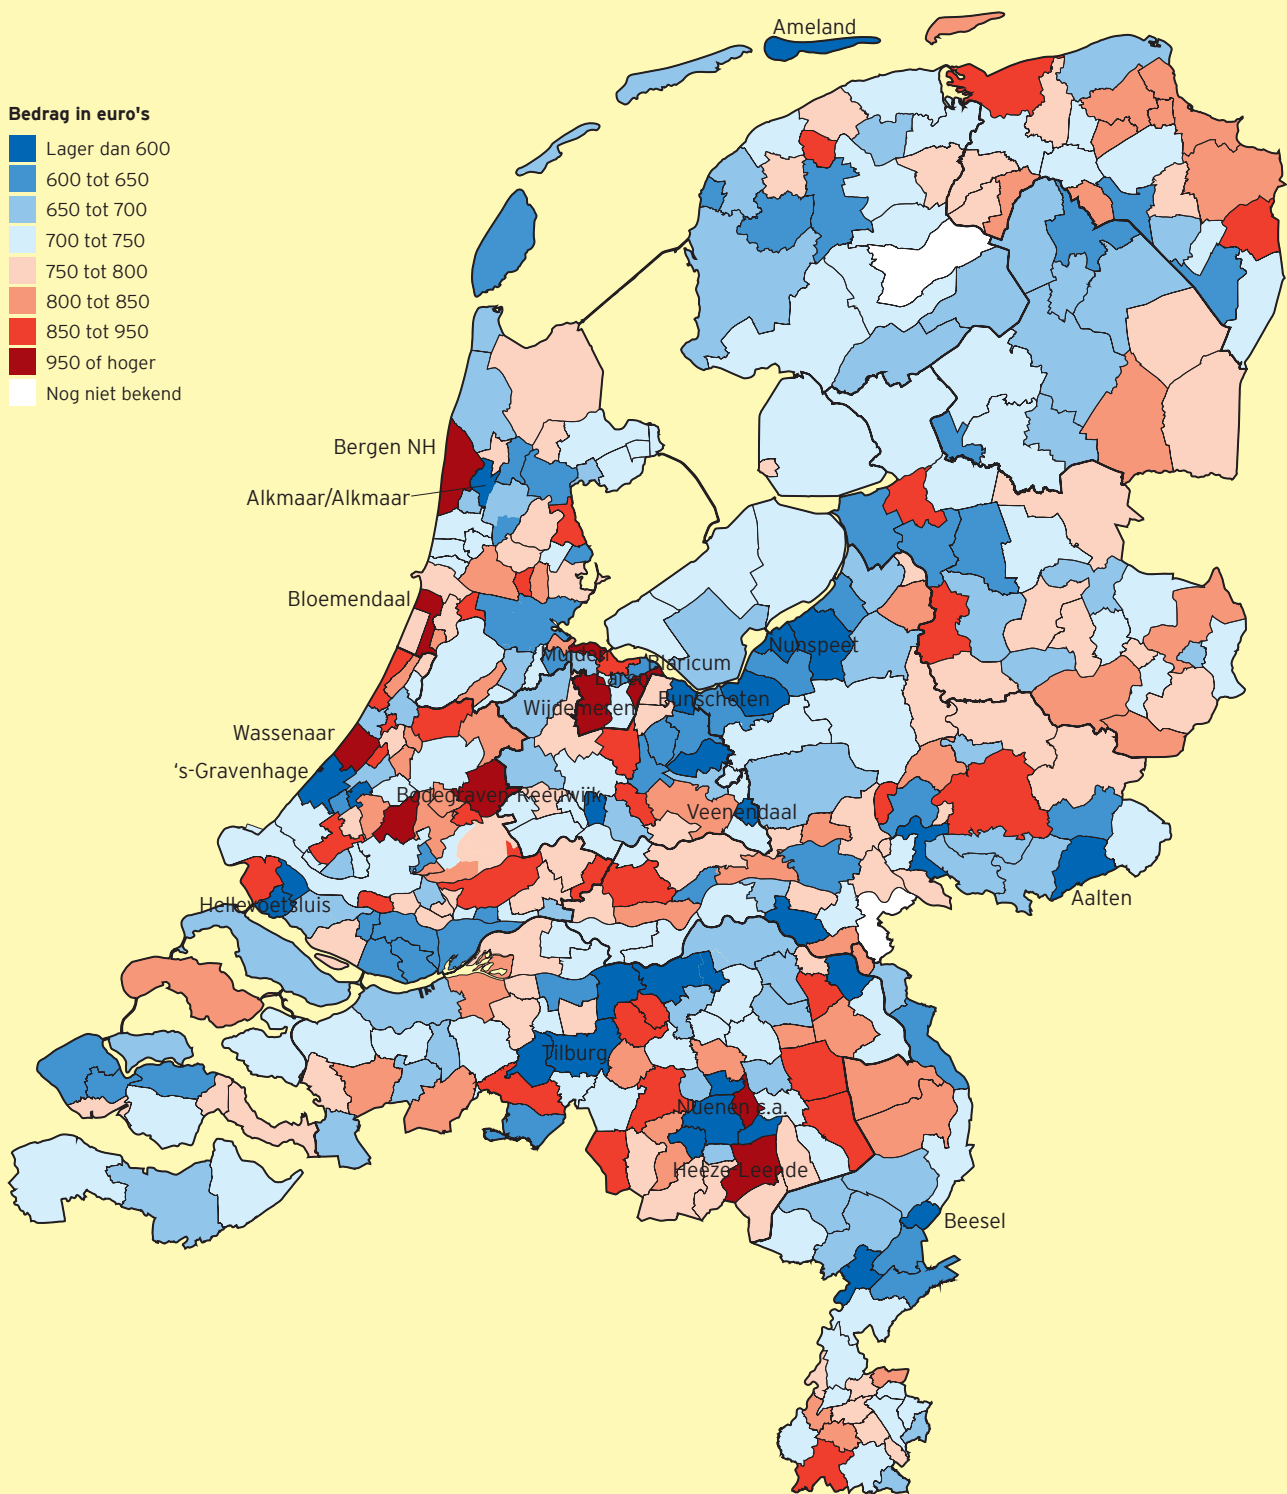 Ameland
Bedrag in euro's
Lager dan 600
600 tot 650
650 tot 700
700 tot 750
750 tot 800
800 tot 850
850 tot 950
950 of hoger
Nog niet bekend
Bergen NH
Alkmaar/Alkmaar
Bloemendaal
Nunspeet
Muiden
Blaricum
Laren
Bunschoten
Wijdemeren
Wassenaar
's-Gravenhage
Bodegraven-Reeuwijk
Veenendaal
Aalten
Hellevoetsluis
Tilburg
Nuenen c.a.
Heeze-Leende
Beesel